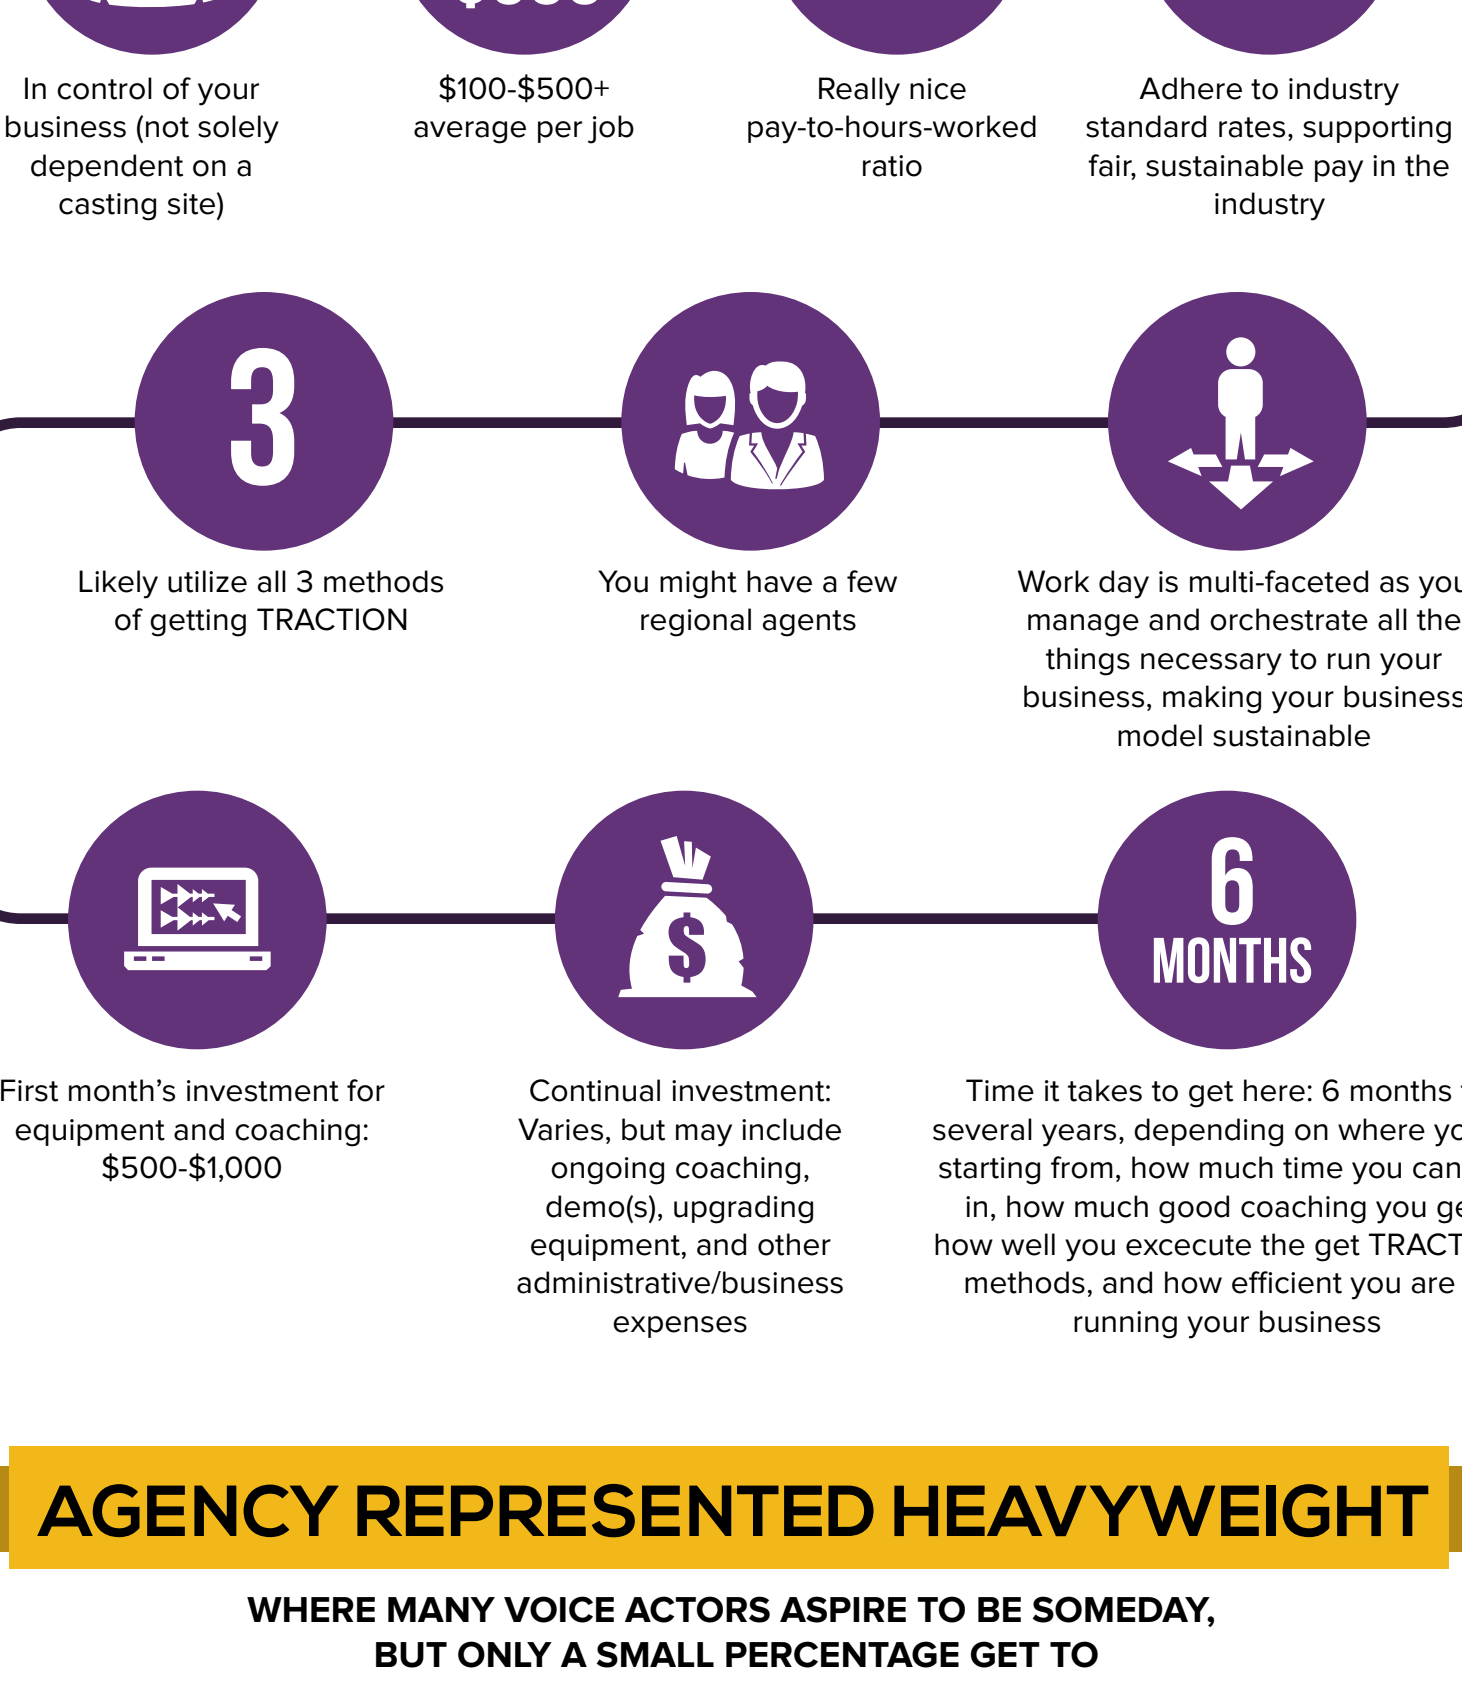 In control of your
business (not solely
dependent on a
casting site)
$100-$500+
average per job
Really nice
pay-to-hours-worked
ratio
Adhere to industry
standard rates, supporting
fair, sustainable pay in the
industry
3
Likely utilize all 3 methods
of getting TRACTION
You might have a few
regional agents
Work day is multi-faceted as you
manage and orchestrate all the
things necessary to run your
business, making your business
model sustainable
First month's investment for
equipment and coaching:
$500-$1,000
$
Continual investment:
Varies, but may include
ongoing coaching,
demo(s), upgrading
equipment, and other
administrative/business
expenses
6
MONTHS
Time it takes to get here: 6 months
several years, depending on where
starting from, how much time you can
in, how much good coaching you
how well you excecute the get
methods, and how efficient you are
running your business
AGENCY REPRESENTED HEAVYWEIGHT
WHERE MANY VOICE ACTORS ASPIRE TO BE SOMEDAY,
BUT ONLY A SMALL PERCENTAGE GET TO